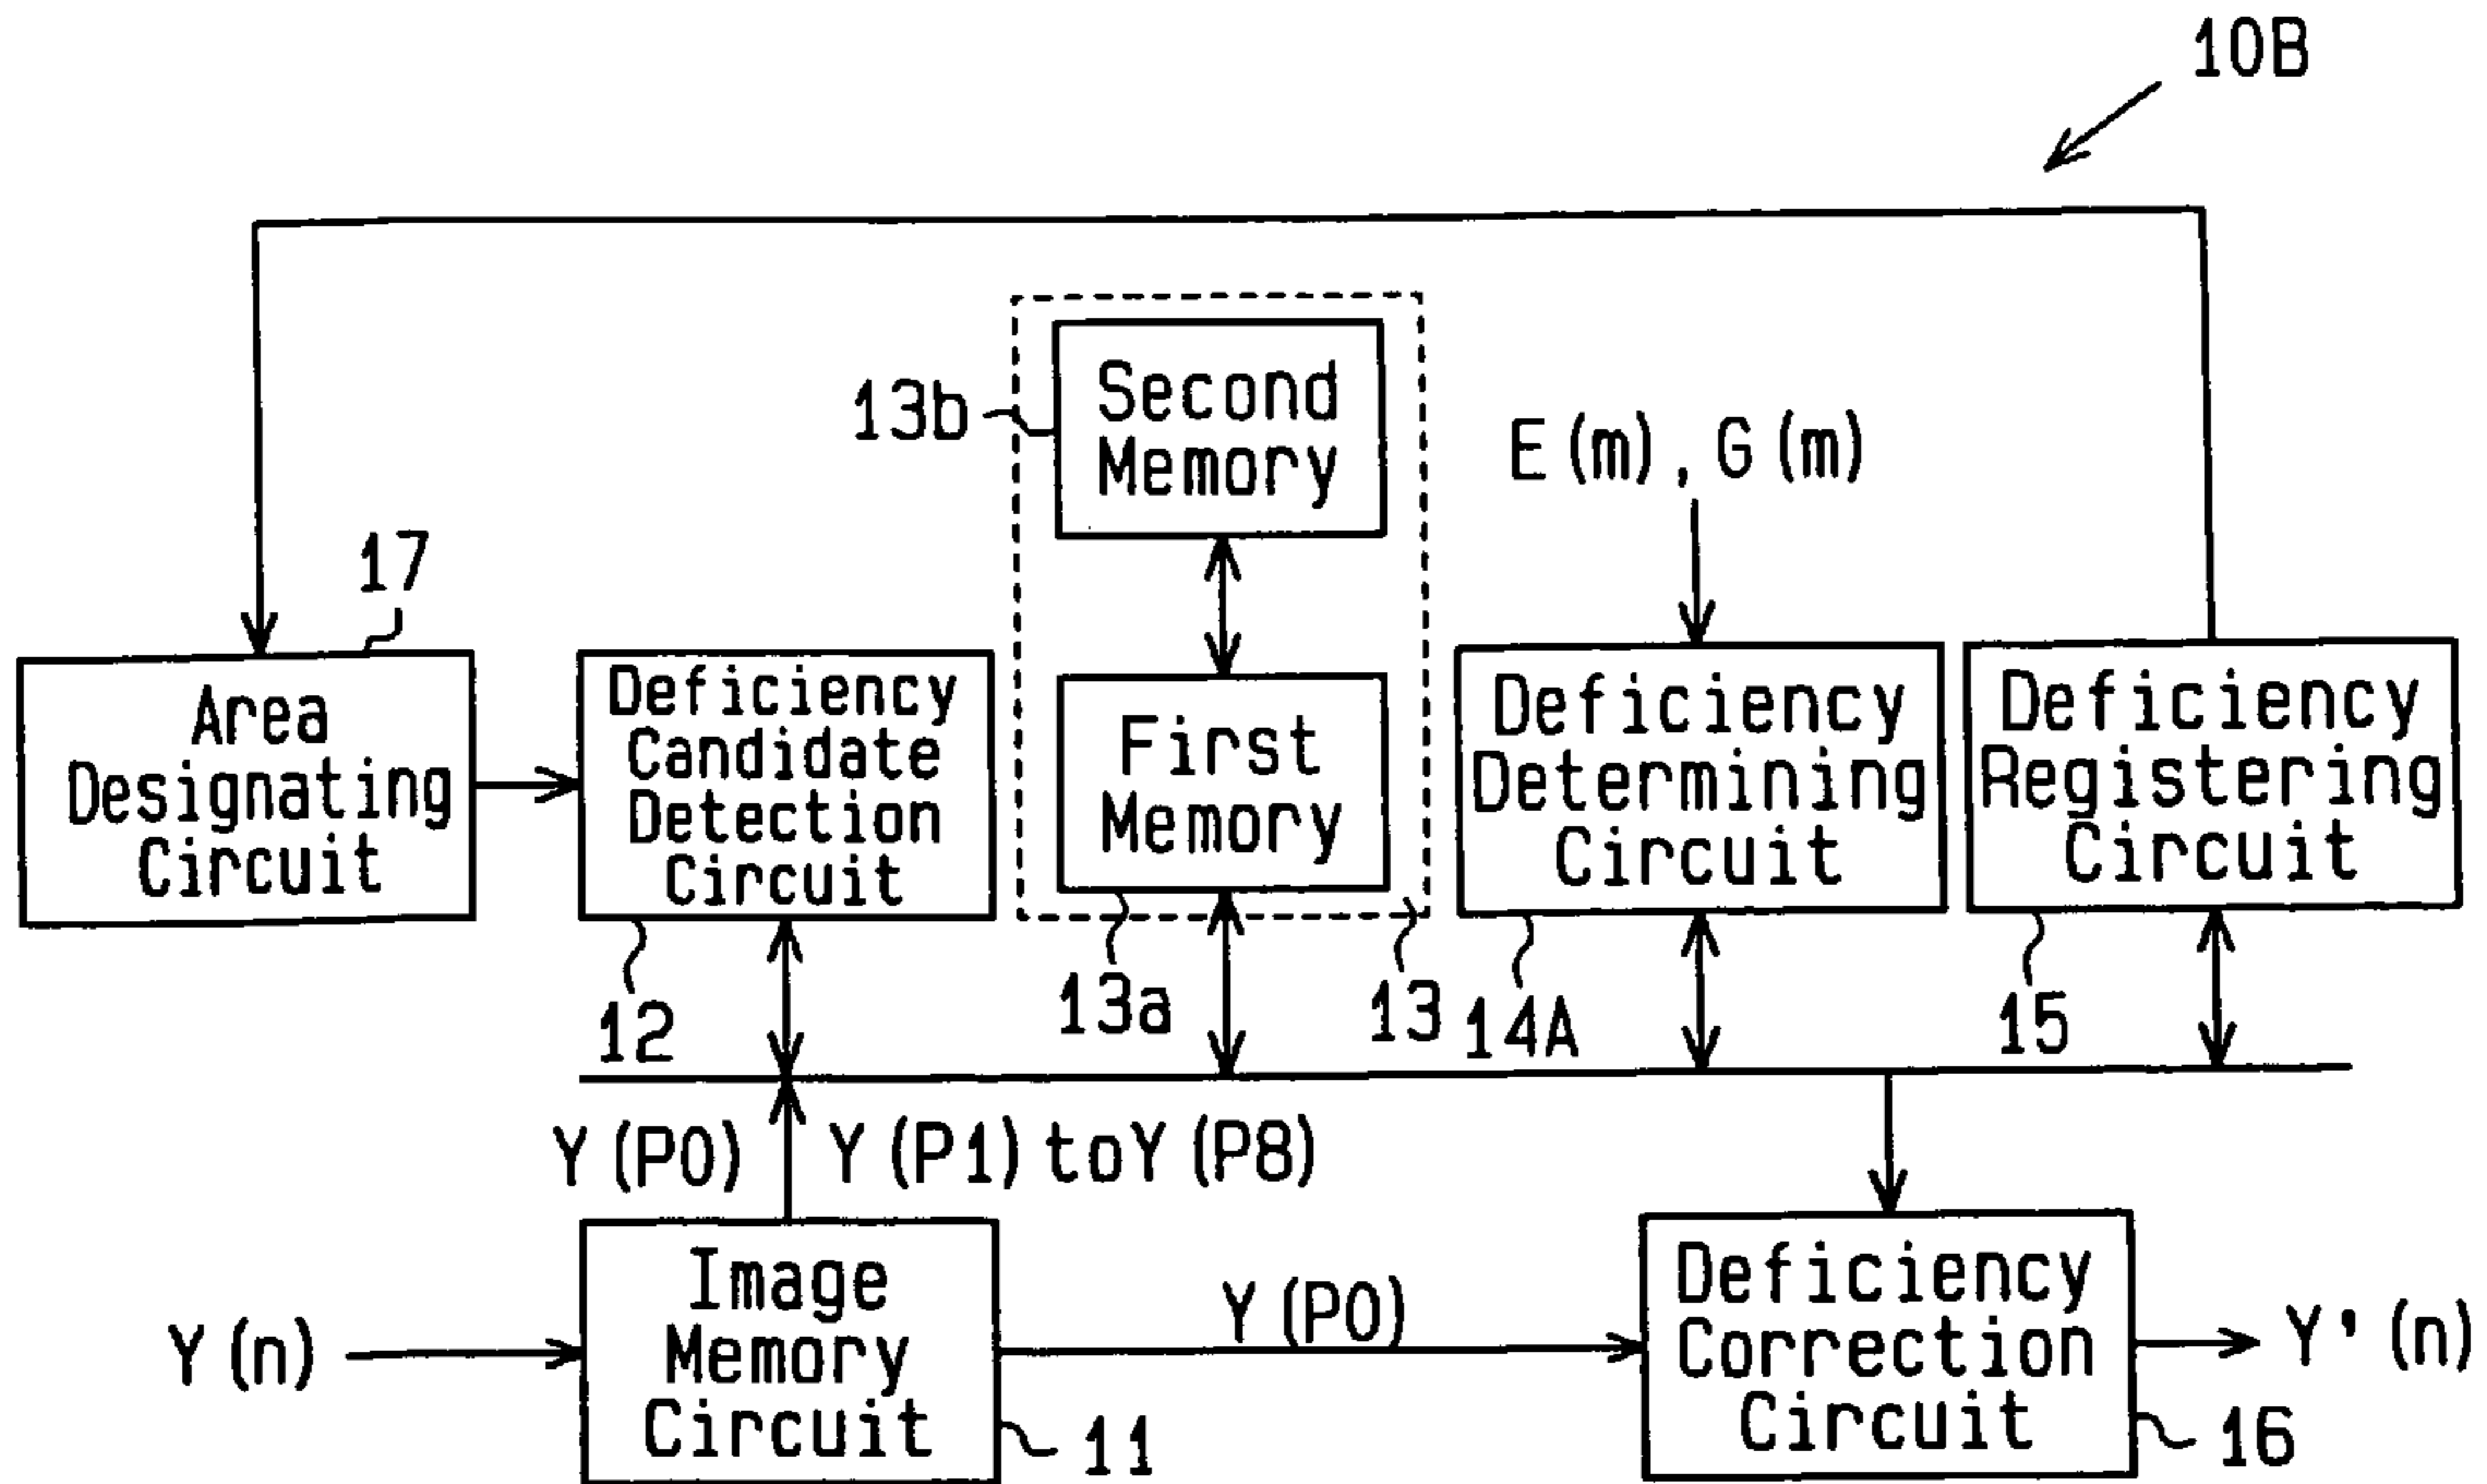 10B
Second
Memory
13b
E(m), G(m)
17
Area
Designating
Circuit
Deficiency
Candidate
Detection
Circuit
First
Memory
Deficiency
Determining
Circuit
Deficiency
Registering
Circuit
12
13a
13
14A
15
Y(P0)
Y(P1)toY(P8)
Y(n)
Image
Memory
Circuit
11
Y(P0)
Deficiency
Correction
Circuit
16
Y'(n)